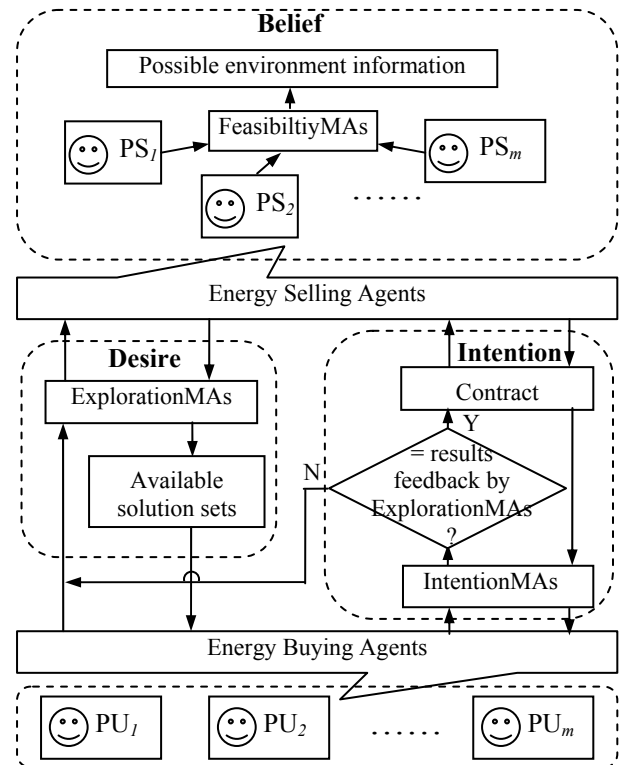 Belief
Possible environment information
FeasibiltiyMAs
PS1
PSm
PS2
. . . . . .
Energy Selling Agents
Desire
Intention
ExplorationMAs
Contract
Y
= results
feedback by
ExplorationMAs
?
N
Available
solution sets
IntentionMAs
Energy Buying Agents
PU1
PU2
. . . . . .
PUm